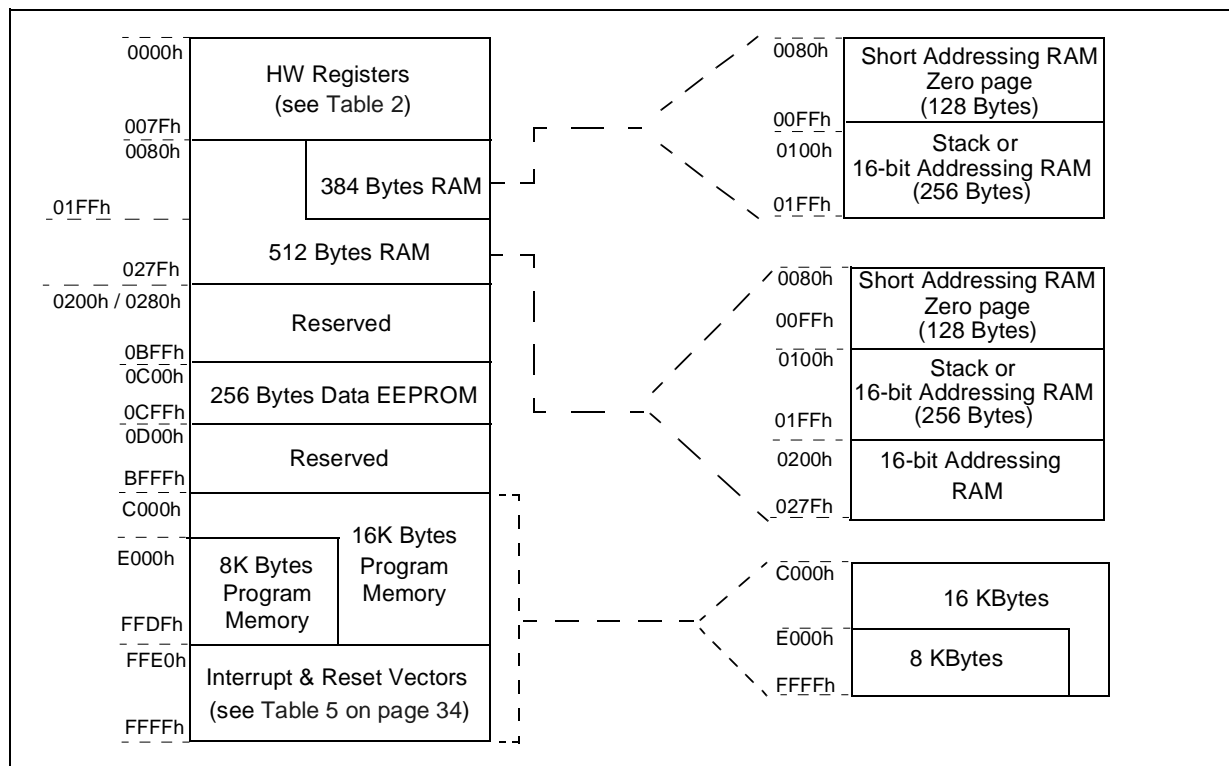 0000h
HW Registers
(see Table 2)
007Fh
0080h
384 Bytes RAM
01FFh
512 Bytes RAM
027Fh
0200h / 0280h
Reserved
0BFFh
0C00h
256 Bytes Data EEPROM
0CFFh
0D00h
Reserved
BFFFh
C000h
16K Bytes
Program
Memory
E000h
8K Bytes
Program
Memory
FFDFh
FFE0h
Interrupt & Reset Vectors
(see Table 5 on page 34)
FFFFh
0080h
Short Addressing RAM
Zero page
(128 Bytes)
00FFh
0100h
Stack or
16-bit Addressing RAM
(256 Bytes)
01FFh
0080h
Short Addressing RAM
Zero page
(128 Bytes)
00FFh
0100h
Stack or
16-bit Addressing RAM
(256 Bytes)
01FFh
0200h
16-bit Addressing
RAM
027Fh
C000h
16 KBytes
E000h
8 KBytes
FFFFh